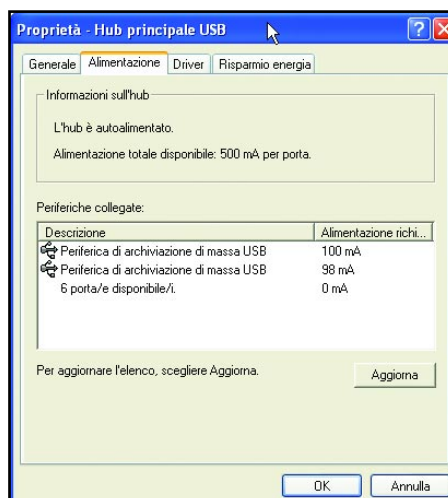 Proprietà - Hub principale USB
Generale Alimentazione Driver Risparmio energia
Informazioni sull'hub
L'hub è autoalimentato.
Alimentazione totale disponibile: 500 mA per porta.
Periferiche collegate:
Descrizione Alimentazione richi...
Periferica di archiviazione di massa USB 100 mA
Periferica di archiviazione di massa USB 98 mA
6 porta/e disponibile/i. 0 mA
Per aggiornare l'elenco, scegliere Aggiorna. Aggiorna
OK Annulla